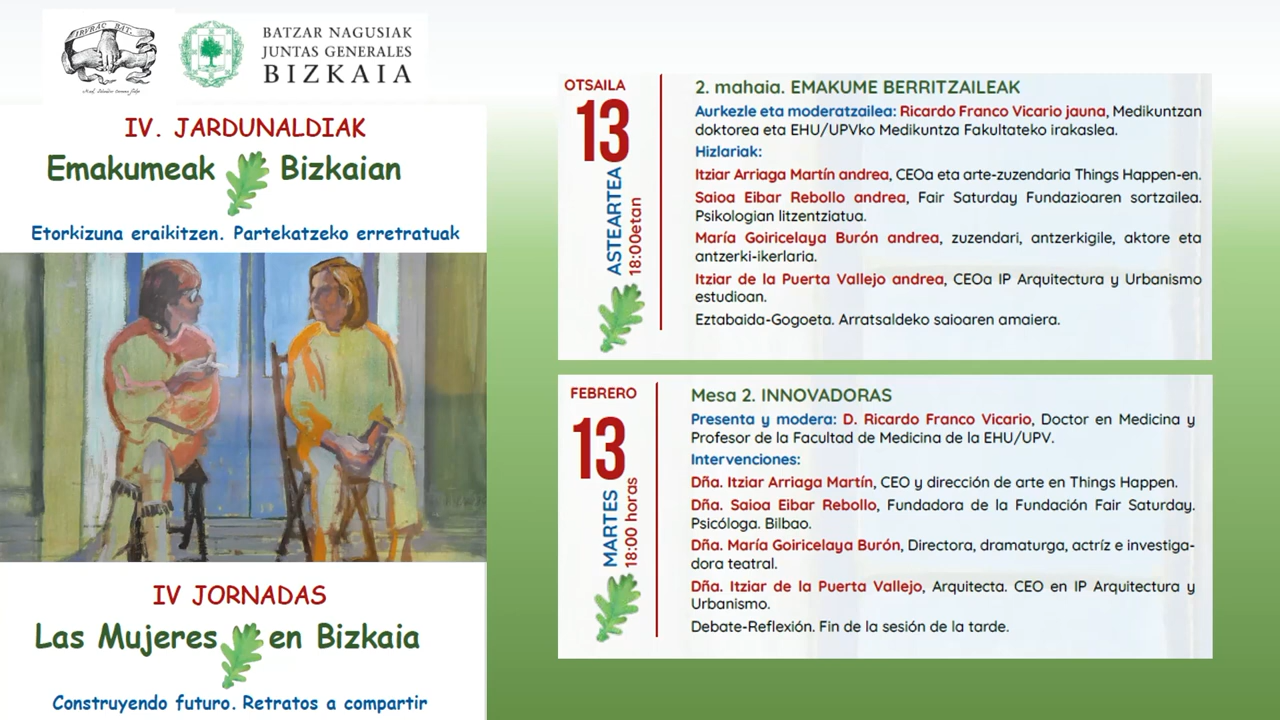 IRVRAC BAT.
BATZAR NAGUSIAK
JUNTAS GENERALES
BIZKAIA
IV. JARDUNALDIAK
Emakumeak Bizkaian
Etorkizuna eraikitzen. Partekatzeko erretratuak
IV JORNADAS
Las Mujeres en Bizkaia
Construyendo futuro. Retratos a compartir
OTSAILA
13
ASTEARTEA
18:00etan
2. mahaia. EMAKUME BERRITZAILEAK
Aurkezle eta moderatzailea: Ricardo Franco Vicario jauna, Medikuntzan
doktorea eta EHU/UPVko Medikuntza Fakultateko irakaslea.
Hizlariak:
Itziar Arriaga Martín andrea, CEOa eta arte-zuzendaria Things Happen-en.
Saioa Eibar Rebollo andrea, Fair Saturday Fundazioaren sortzailea.
Psikologian litzentziatua.
María Goiricelaya Burón andrea, zuzendari, antzerkigile, aktore eta
antzerki-ikerlaria.
Itziar de la Puerta Vallejo andrea, CEOa IP Arquitectura y Urbanismo
estudioan.
Eztabaida-Gogoeta. Arratsaldeko saioaren amaiera.
FEBRERO
13
MARTES
18:00 horas
Mesa 2. INNOVADORAS
Presenta y modera: D. Ricardo Franco Vicario, Doctor en Medicina y
Profesor de la Facultad de Medicina de la EHU/UPV.
Intervenciones:
Dña. Itziar Arriaga Martín, CEO y dirección de arte en Things Happen.
Dña. Saioa Eibar Rebollo, Fundadora de la Fundación Fair Saturday.
Psicóloga. Bilbao.
Dña. María Goiricelaya Burón, Directora, dramaturga, actríz e investiga-
dora teatral.
Dña. Itziar de la Puerta Vallejo, Arquitecta. CEO en IP Arquitectura y
Urbanismo.
Debate-Reflexión. Fin de la sesión de la tarde.